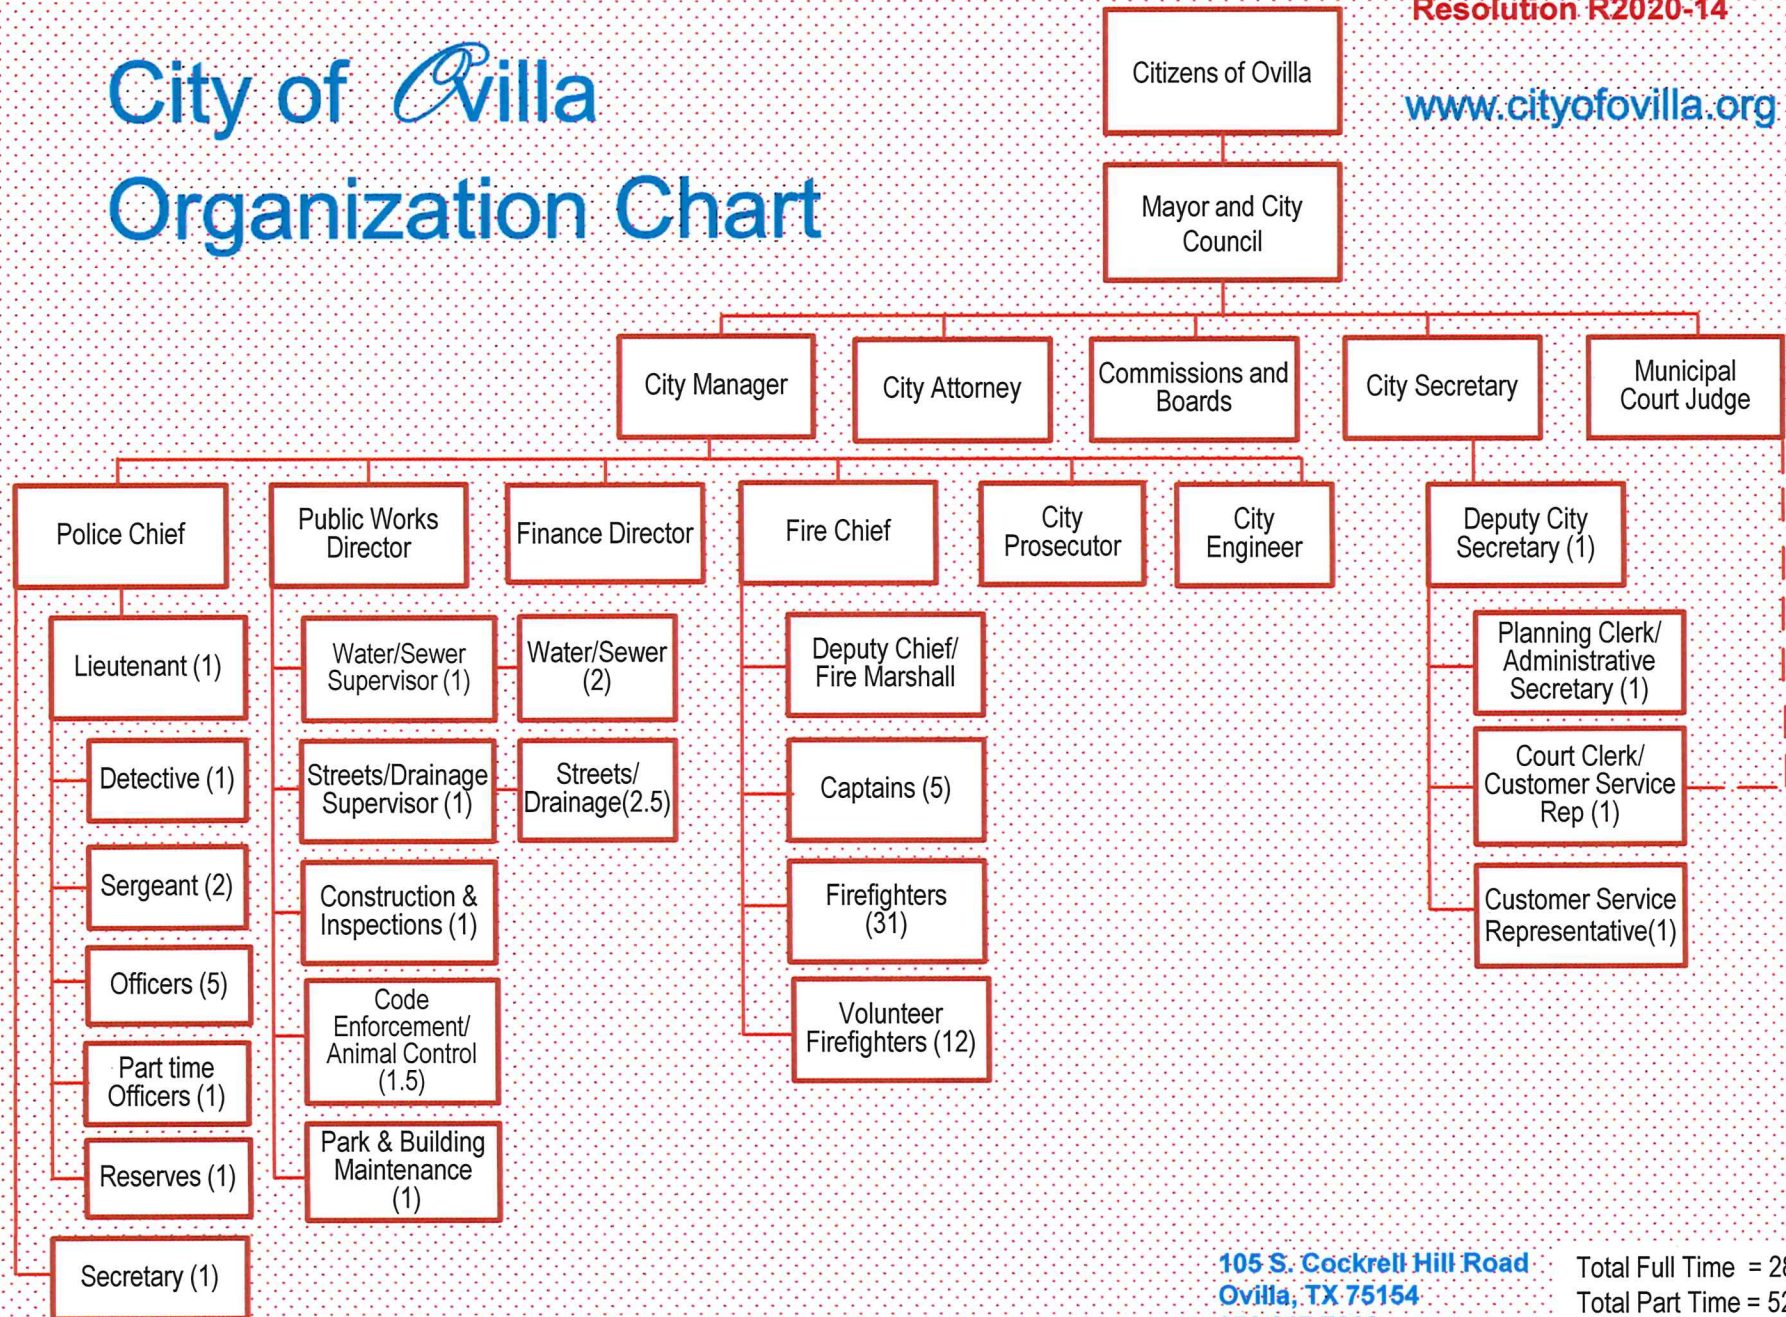 Resolution R2020-14
City of Ovilla
Organization Chart
www.cityofovilla.org
Citizens of Ovilla
Mayor and City
Council
City Manager
City Attorney
Commissions and
Boards
City Secretary
Municipal
Court Judge
Police Chief
Public Works
Director
Finance Director
Fire Chief
City
Prosecutor
City
Engineer
Deputy City
Secretary (1)
Lieutenant (1)
Detective (1)
Sergeant (2)
Officers (5)
Part time
Officers (1)
Reserves (1)
Secretary (1)
Water/Sewer
Supervisor (1)
Water/Sewer
(2)
Streets/Drainage
Supervisor (1)
Streets/
Drainage(2.5)
Construction &
Inspections (1)
Code
Enforcement/
Animal Control
(1.5)
Park & Building
Maintenance
(1)
Deputy Chief/
Fire Marshall
Captains (5)
Firefighters
(31)
Volunteer
Firefighters (12)
Planning Clerk/
Administrative
Secretary (1)
Court Clerk/
Customer Service
Rep (1)
Customer Service
Representative(1)
105 S. Cockrell Hill Road
Ovilla, TX 75154
Total Full Time = 28
Total Part Time = 52